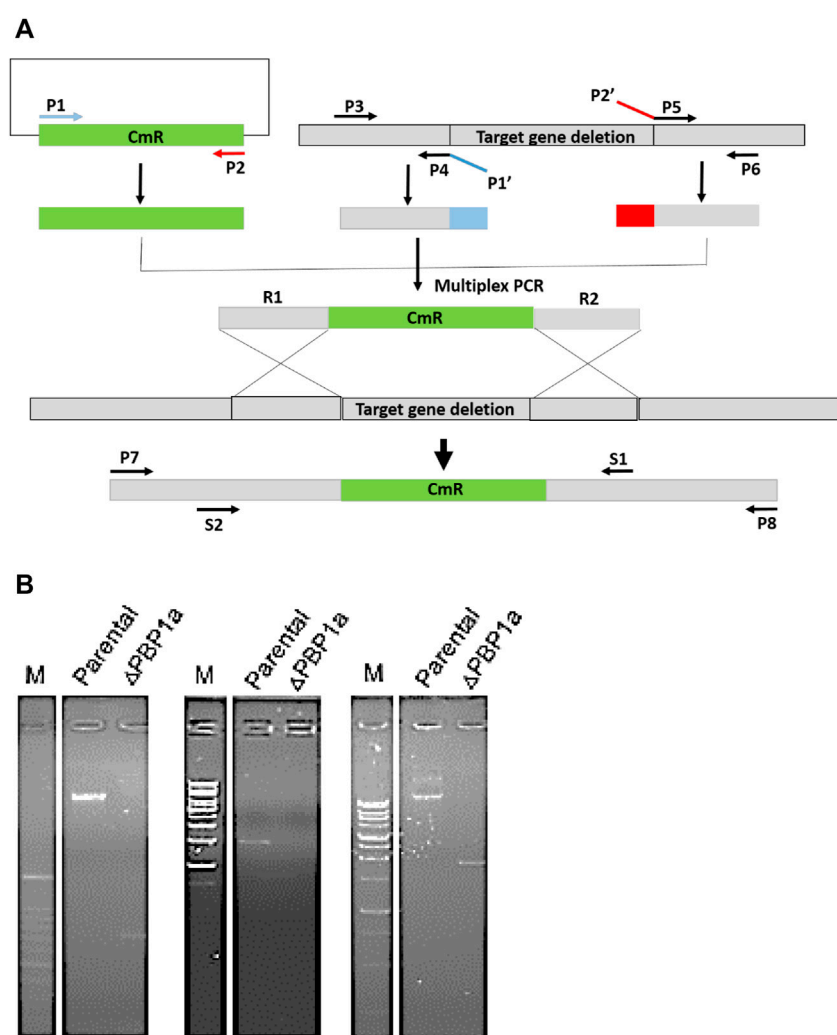 A
P1
CmR
P2
P3
P2'
P5
Target gene deletion
P4
P1'
P6
Multiplex PCR
R1
CmR
R2
Target gene deletion
P7
S1
CmR
S2
P8
B
M
Parental
ΔPBP1a
M
Parental
ΔPBP1a
M
Parental
ΔPBP1a